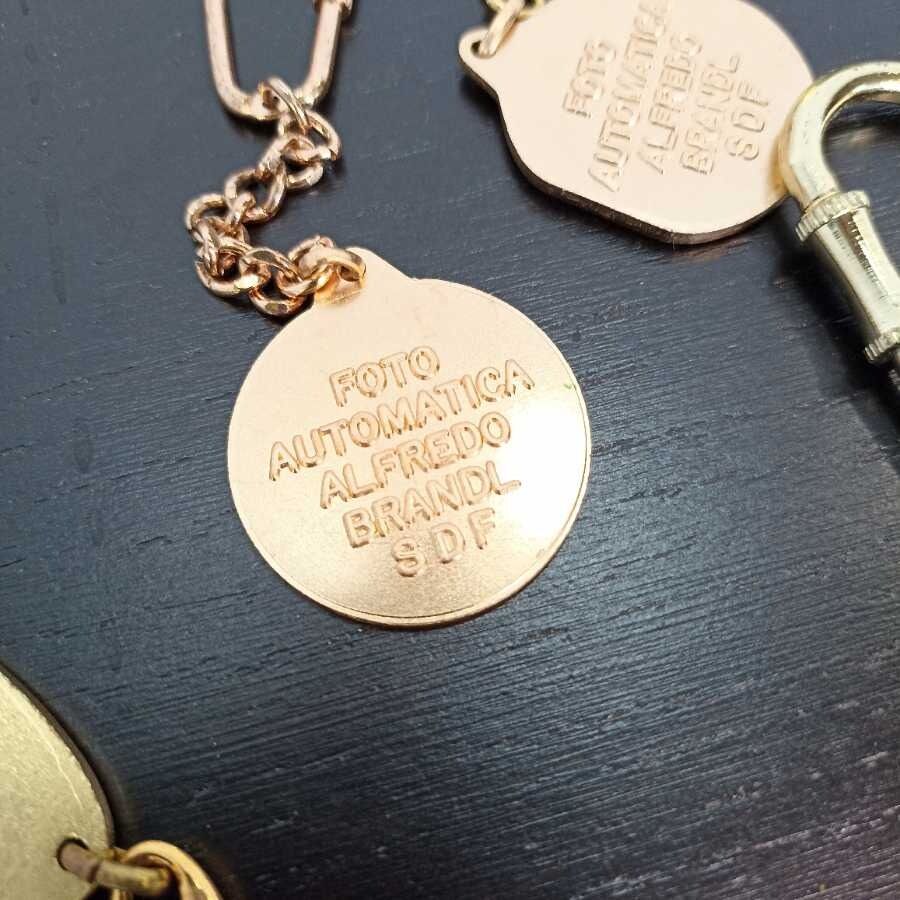 FOTO
AUTOMATICA
ALFREDO
BRANDL
S D F
FOTO
AUTOMATICA
ALFREDO
BRANDL
S D F